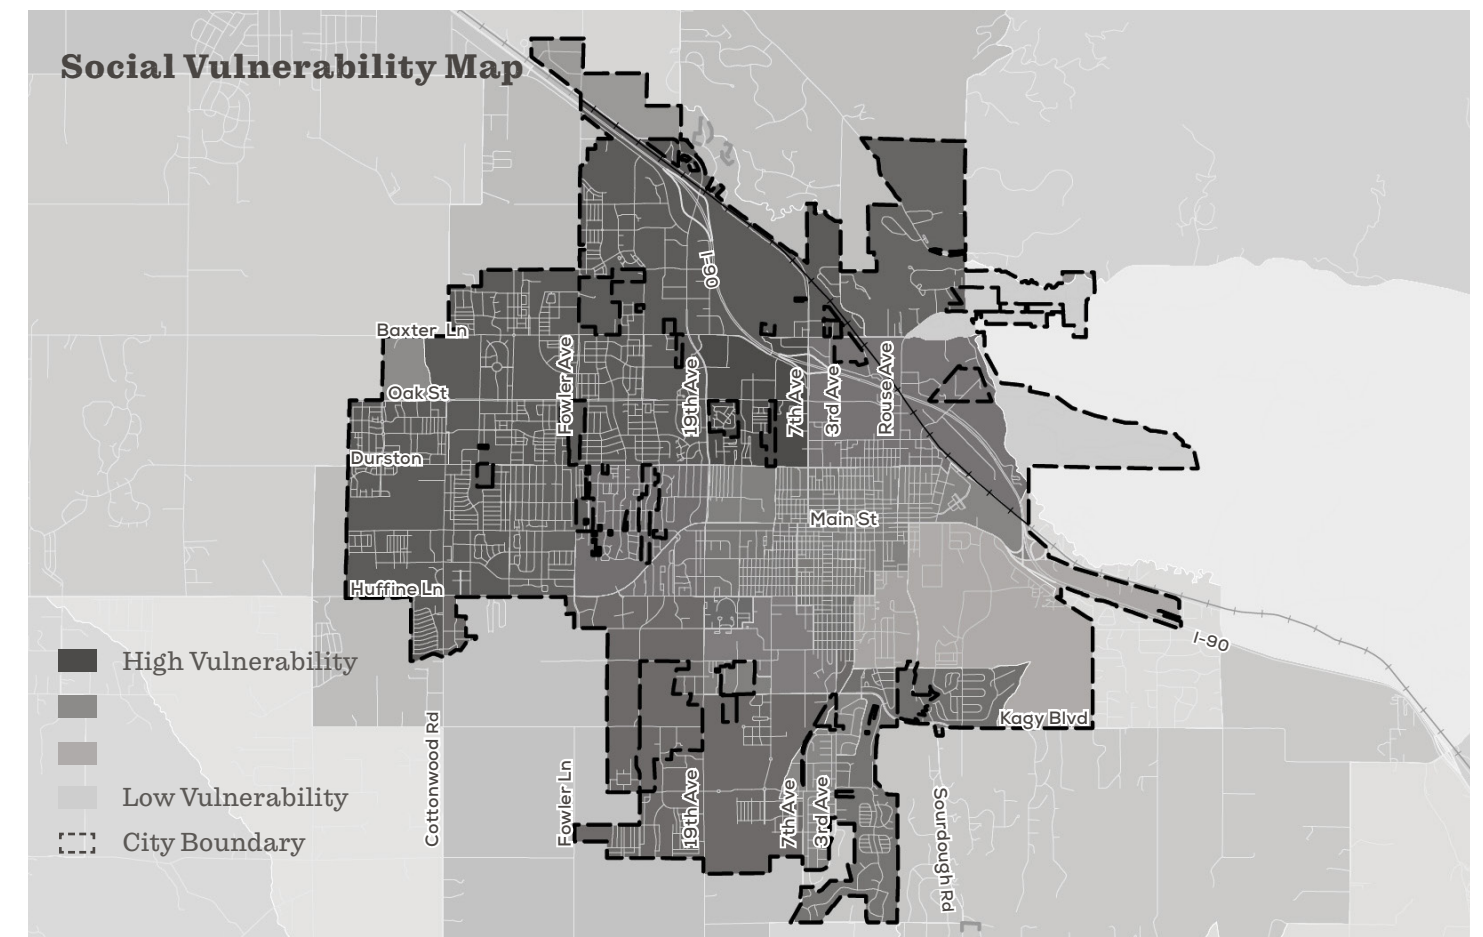 Social Vulnerability Map
I-90
Baxter Ln
Fowler Ave
19th Ave
7th Ave
3rd Ave
Rouse Ave
Oak St
Durston
Main St
Huffine Ln
I-90
High Vulnerability
Kagy Blvd
Cottonwood Rd
Fowler Ln
19th Ave
7th Ave
3rd Ave
Sourdough Rd
Low Vulnerability
City Boundary